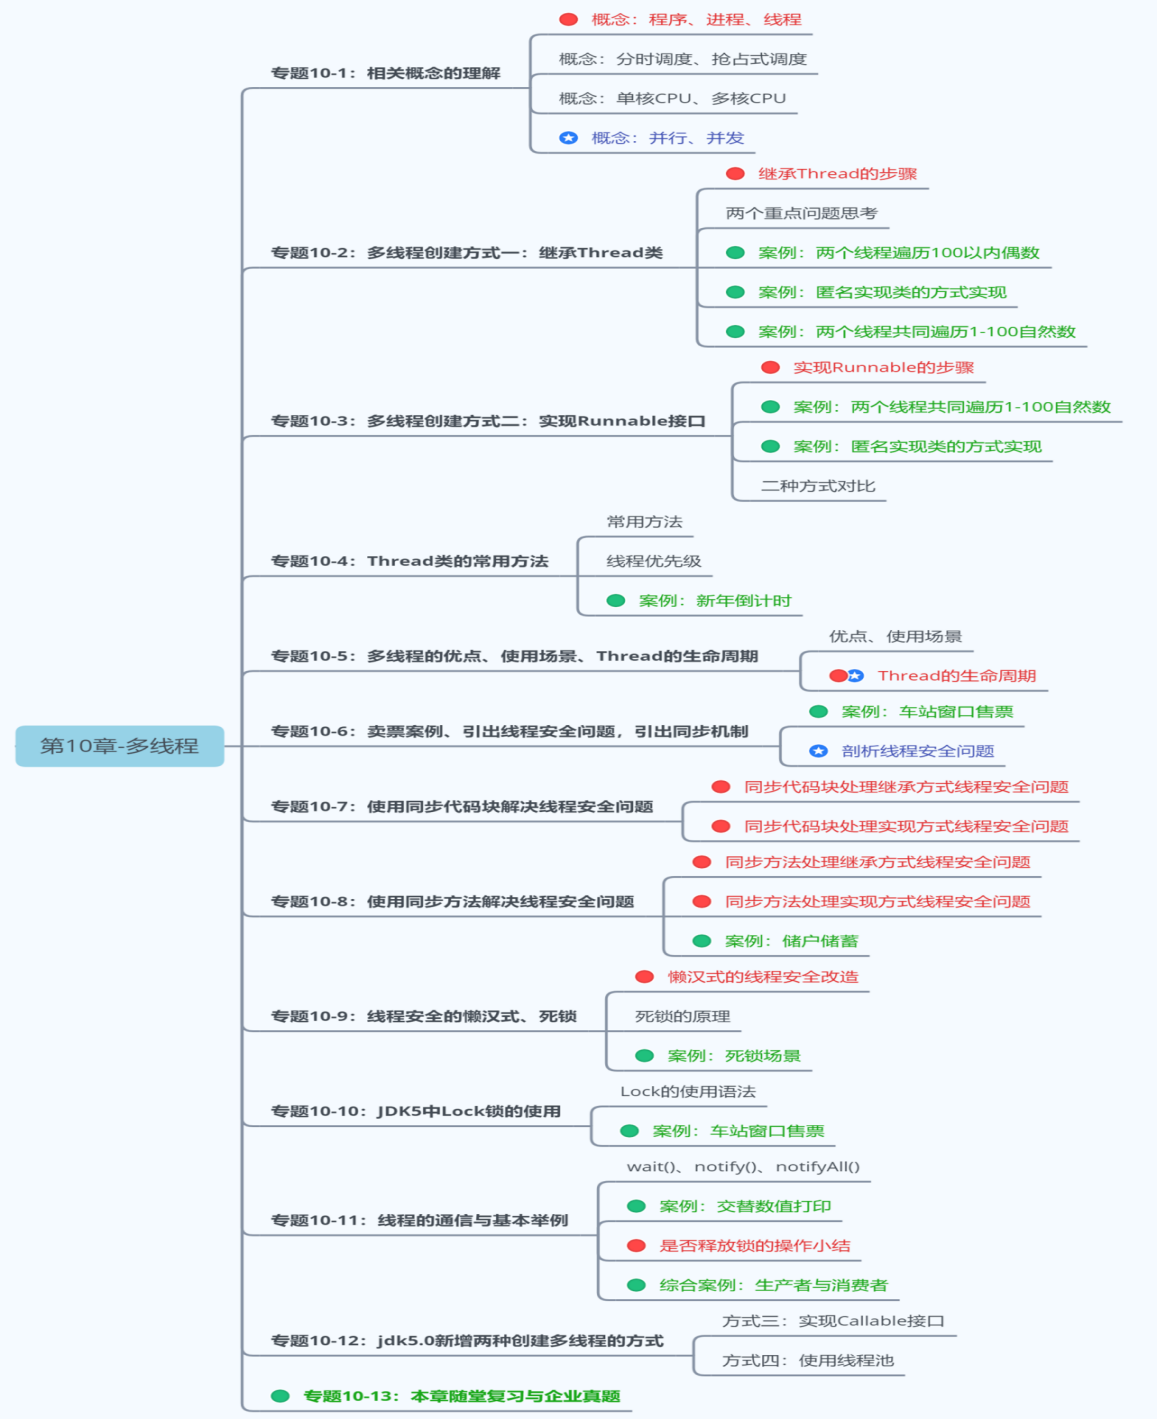 第10章-多线程
专题10-1：相关概念的理解
概念：程序、进程、线程
概念：分时调度、抢占式调度
概念：单核CPU、多核CPU
概念：并行、并发
专题10-2：多线程创建方式一：继承Thread类
继承Thread的步骤
两个重点问题思考
案例：两个线程遍历100以内偶数
案例：匿名实现类的方式实现
案例：两个线程共同遍历1-100自然数
专题10-3：多线程创建方式二：实现Runnable接口
实现Runnable的步骤
案例：两个线程共同遍历1-100自然数
案例：匿名实现类的方式实现
二种方式对比
专题10-4：Thread类的常用方法
常用方法
线程优先级
案例：新年倒计时
专题10-5：多线程的优点、使用场景、Thread的生命周期
优点、使用场景
Thread的生命周期
专题10-6：卖票案例、引出线程安全问题，引出同步机制
案例：车站窗口售票
剖析线程安全问题
专题10-7：使用同步代码块解决线程安全问题
同步代码块处理继承方式线程安全问题
同步代码块处理实现方式线程安全问题
专题10-8：使用同步方法解决线程安全问题
同步方法处理继承方式线程安全问题
同步方法处理实现方式线程安全问题
案例：储户储蓄
专题10-9：线程安全的懒汉式、死锁
懒汉式的线程安全改造
死锁的原理
案例：死锁场景
专题10-10：JDK5中Lock锁的使用
Lock的使用语法
案例：车站窗口售票
专题10-11：线程的通信与基本举例
wait()、notify()、notifyAll()
案例：交替数值打印
是否释放锁的操作小结
综合案例：生产者与消费者
专题10-12：jdk5.0新增两种创建多线程的方式
方式三：实现Callable接口
方式四：使用线程池
专题10-13：本章随堂复习与企业真题